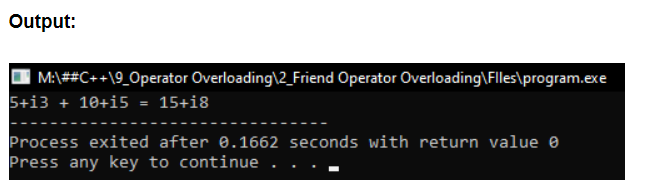 Output:
M:\##C++\9_Operator Overloading\2_Friend Operator Overloading\FIles\program.exe
5+i3 + 10+i5 = 15+i8
--------------------------------
Process exited after 0.1662 seconds with return value 0
Press any key to continue . . .